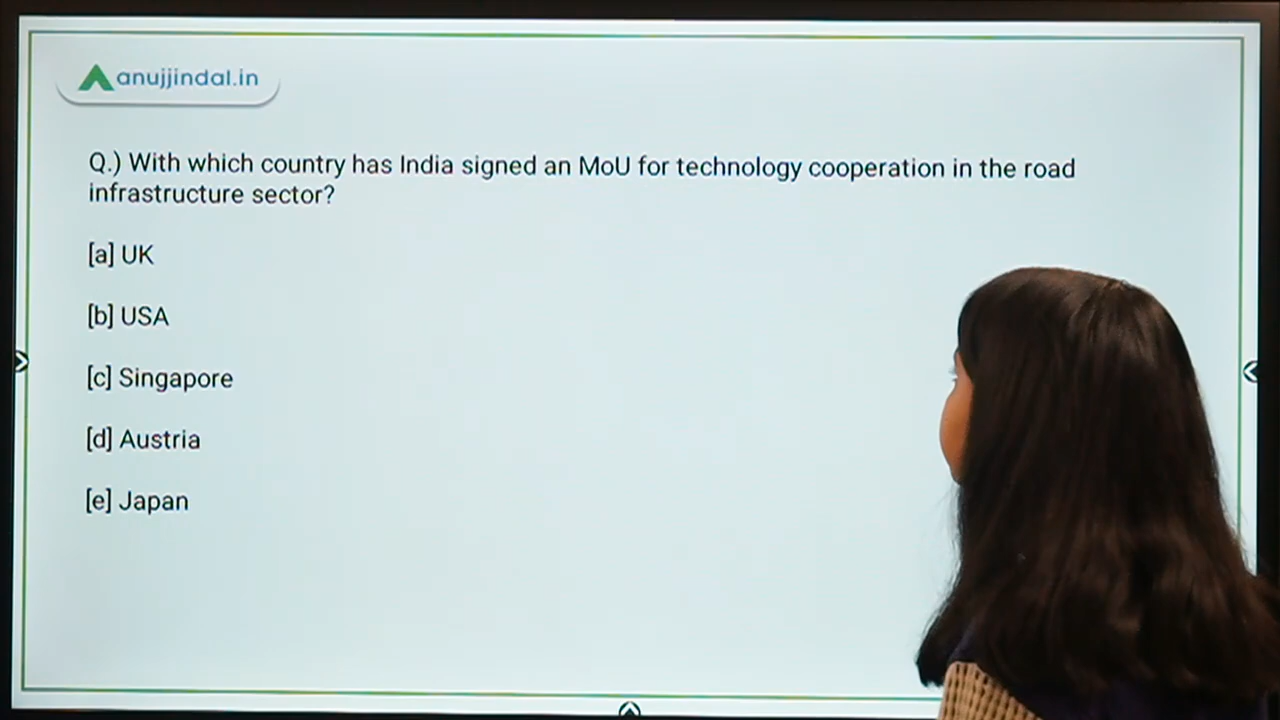 anujjindal.in
Q.) With which country has India signed an MoU for technology cooperation in the road
infrastructure sector?
[a] UK
[b] USA
[c] Singapore
[d] Austria
[e] Japan